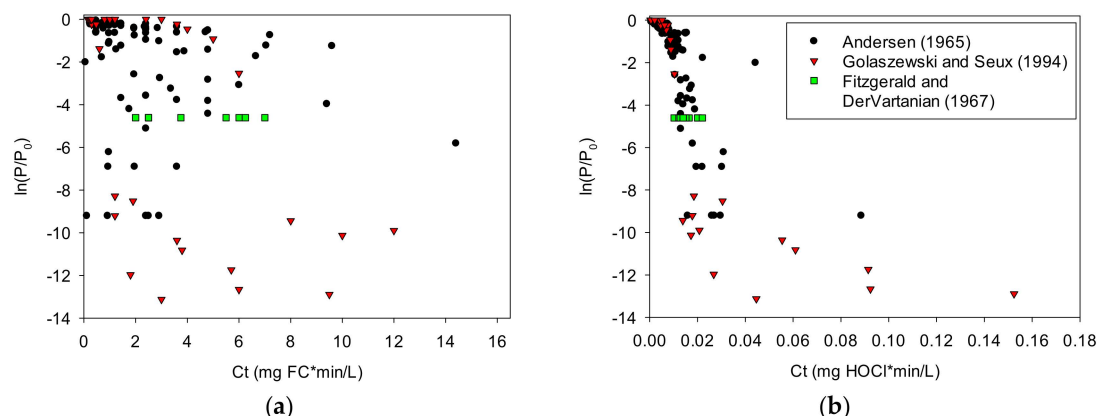 0
-2
-4
-6
-8
-10
-12
-14
ln(P/P0)
0 2 4 6 8 10 12 14 16
Ct (mg FC*min/L)
(a)
0
-2
-4
-6
-8
-10
-12
-14
ln(P/P0)
Andersen (1965)
Golaszewski and Seux (1994)
Fitzgerald and
DerVartanian (1967)
0.00 0.02 0.04 0.06 0.08 0.10 0.12 0.14 0.16 0.18
Ct (mg HOCl*min/L)
(b)